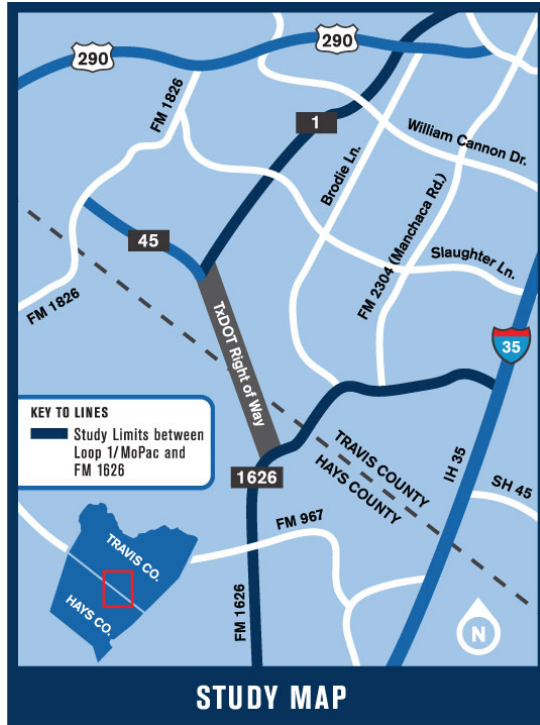 290
290
FM 1826
1
William Cannon Dr.
Brodie Ln.
FM 2304 (Manchaca Rd.)
45
Slaughter Ln.
FM 1826
TxDOT Right of Way
35
KEY TO LINES
Study Limits between
Loop 1/MoPac and
FM 1626
TRAVIS COUNTY
HAYS COUNTY
IH 35
1626
SH 45
FM 967
TRAVIS CO.
HAYS CO.
FM 1626
N
STUDY MAP